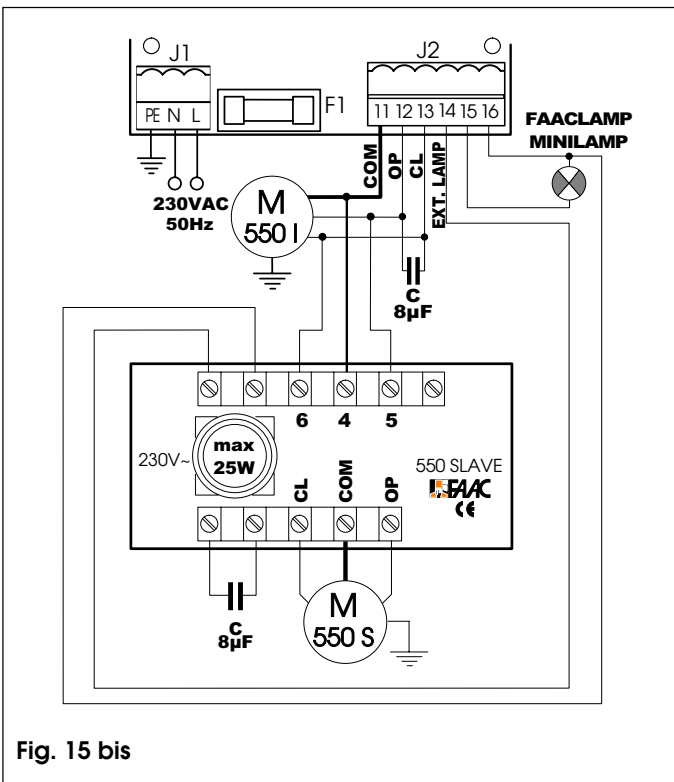 J1
J2
F1
PE N L
11 12 13 14 15 16
FAACLAMP
MINILAMP
COM
OP
CL
EXT. LAMP
230VAC
50Hz
M
550 I
C
8µF
6 4 5
230V~
max
25W
550 SLAVE
FAAC
CE
CL
COM
OP
C
8µF
M
550 S
Fig. 15 bis